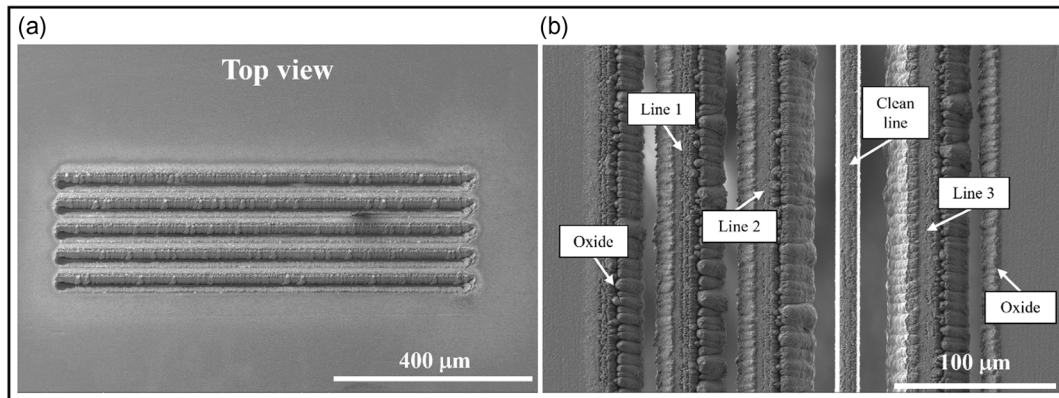 (a)
Top view
400 μm
(b)
Line 1
Clean
line
Line 2
Line 3
Oxide
Oxide
100 μm